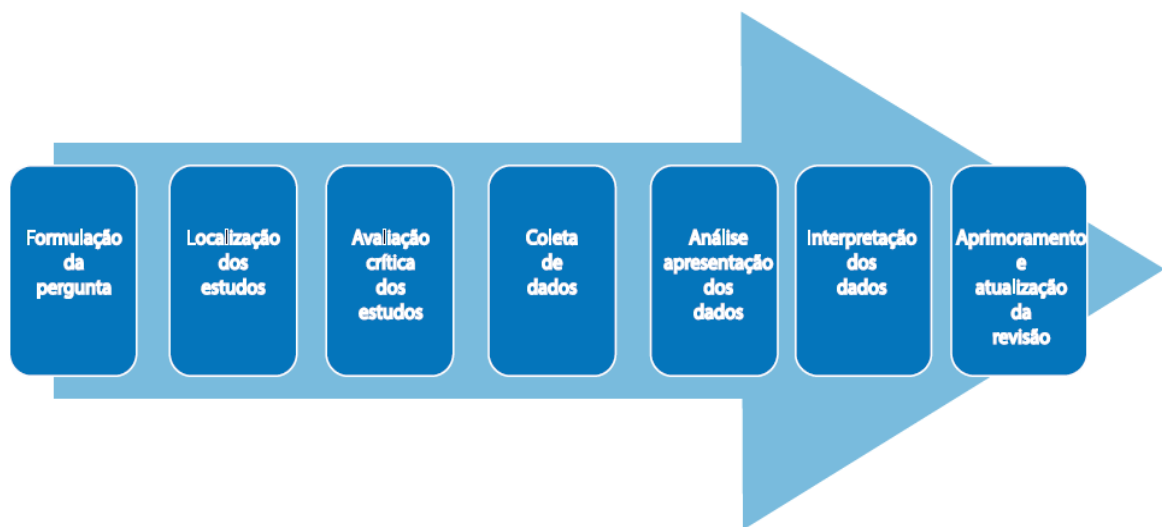 Formulação
da
pergunta
Localização
dos
estudos
Avaliação
crítica
dos
estudos
Coleta
de
dados
Análise
apresentação
dos
dados
Interpretação
dos
dados
Aprimoramento
e
atualização
da
revisão